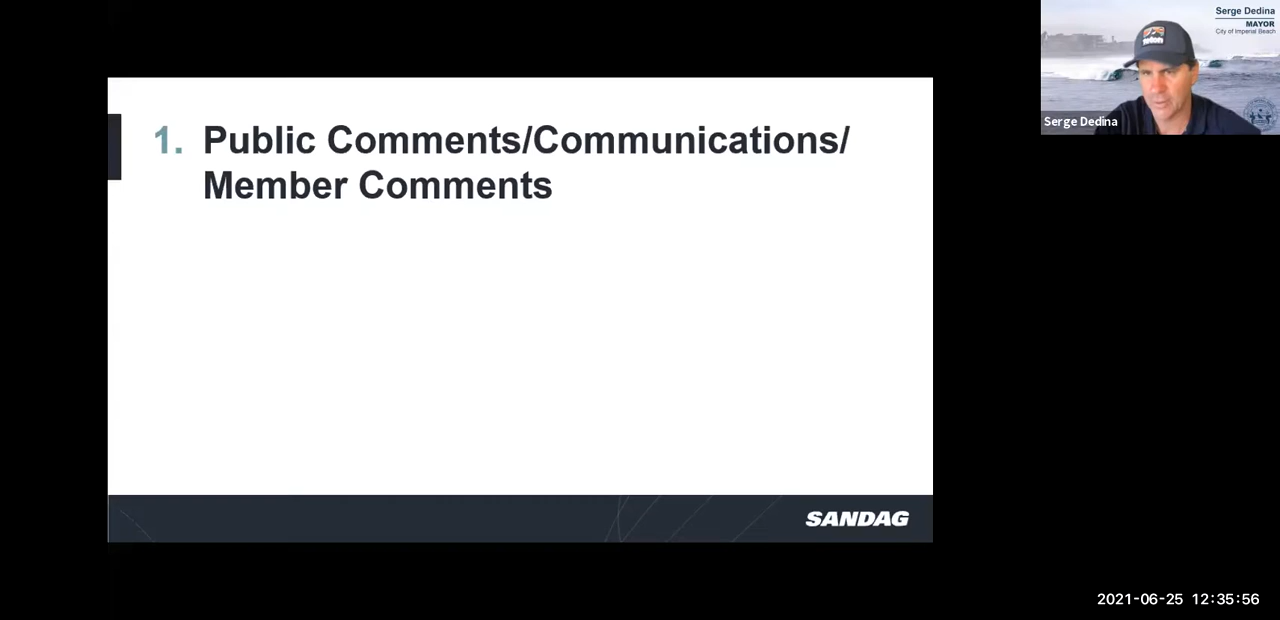 Serge Dedina
MAYOR
City of Imperial Beach
Serge Dedina
1. Public Comments/Communications/
Member Comments
SANDAG
2021-06-25 12:35:56